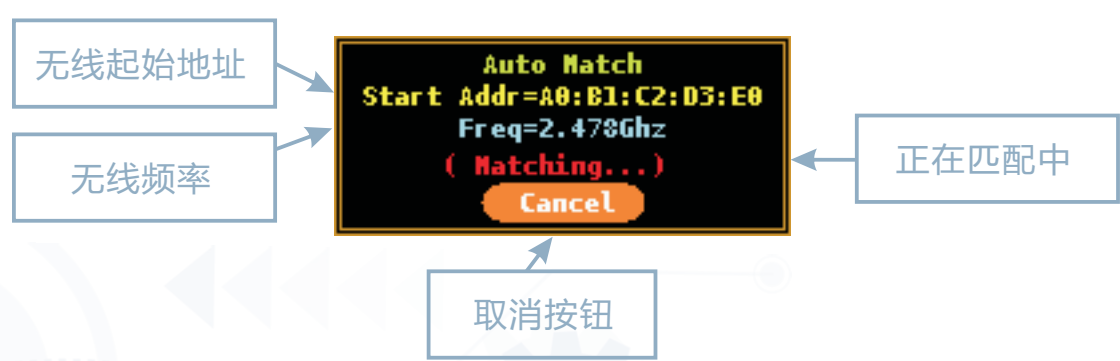 无线起始地址
无线频率
Auto Match
Start Addr=A0:B1:C2:D3:E0
Freq=2.478Ghz
( Matching...)
Cancel
正在匹配中
取消按钮